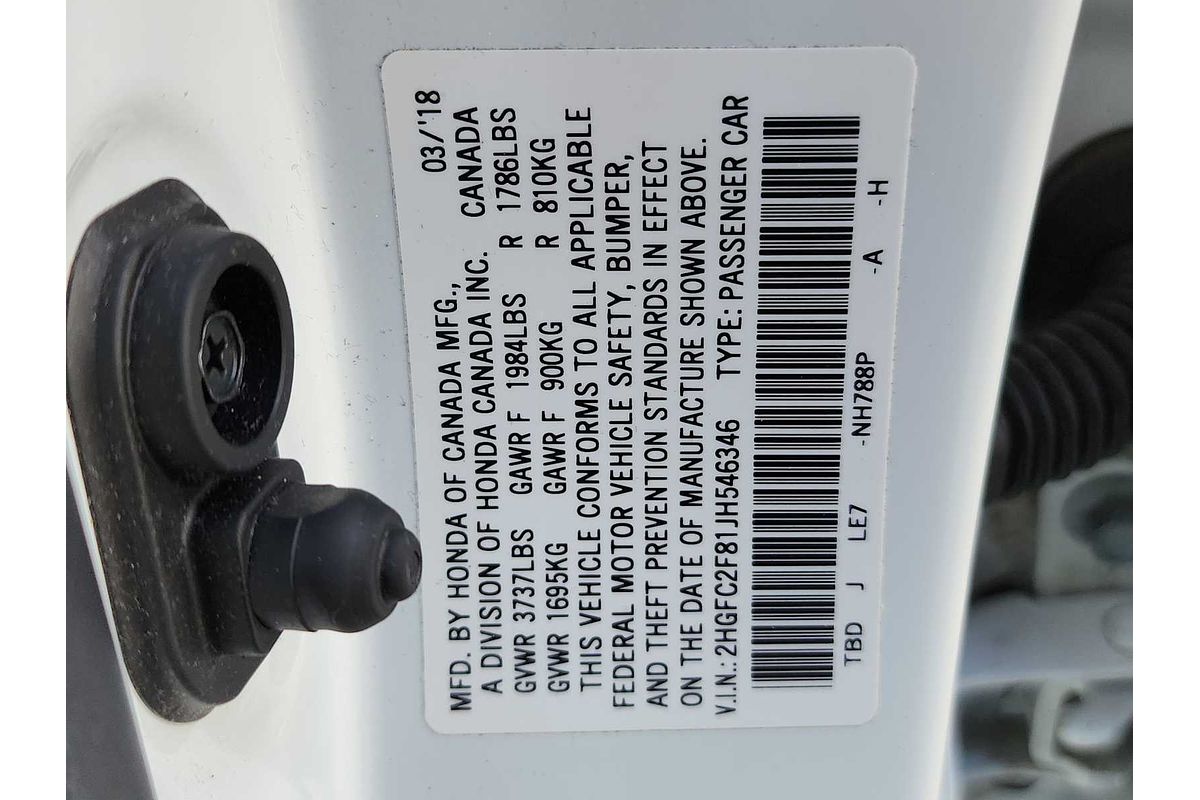 MFD. BY HONDA OF CANADA MFG., 03/'18
A DIVISION OF HONDA CANADA INC. CANADA
GVWR 3737LBS GAWR F 1984LBS R 1786LBS
GVWR 1695KG GAWR F 900KG R 810KG
THIS VEHICLE CONFORMS TO ALL APPLICABLE
FEDERAL MOTOR VEHICLE SAFETY, BUMPER,
AND THEFT PREVENTION STANDARDS IN EFFECT
ON THE DATE OF MANUFACTURE SHOWN ABOVE.
V.I.N.: 2HGFC2F81JH546346 TYPE: PASSENGER CAR
TBD J LE7 -NH788P -A -H